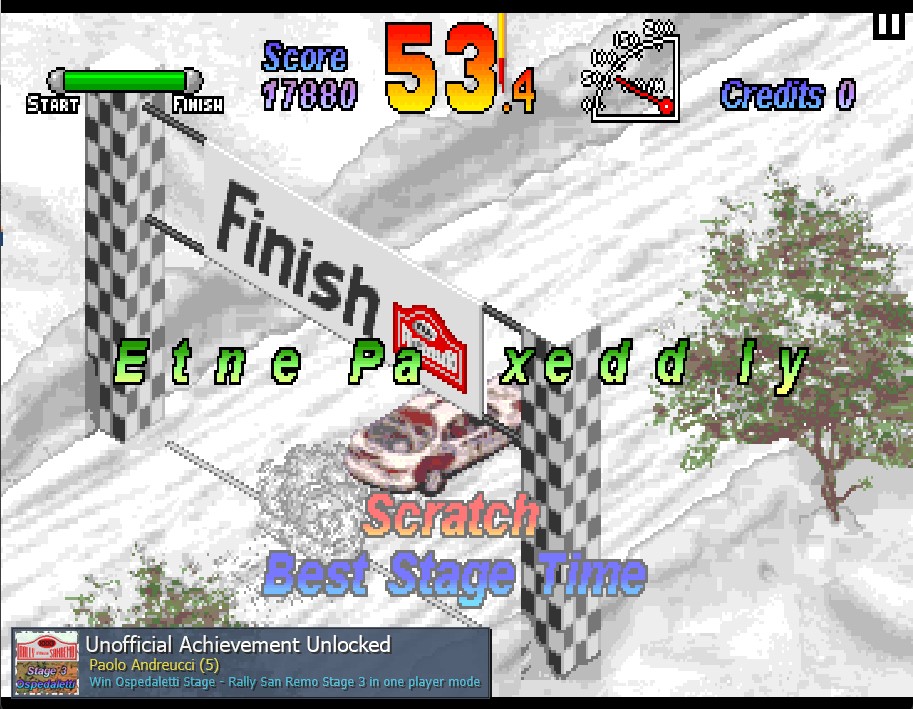 Score
17880
53.4
START FINISH
Credits 0
Finish
Etne Pa xedd ly
Scratch
Best Stage Time
Unofficial Achievement Unlocked
Paolo Andreucci (5)
Win Ospedaletti Stage - Rally San Remo Stage 3 in one player mode
Stage 3
Ospedaletti